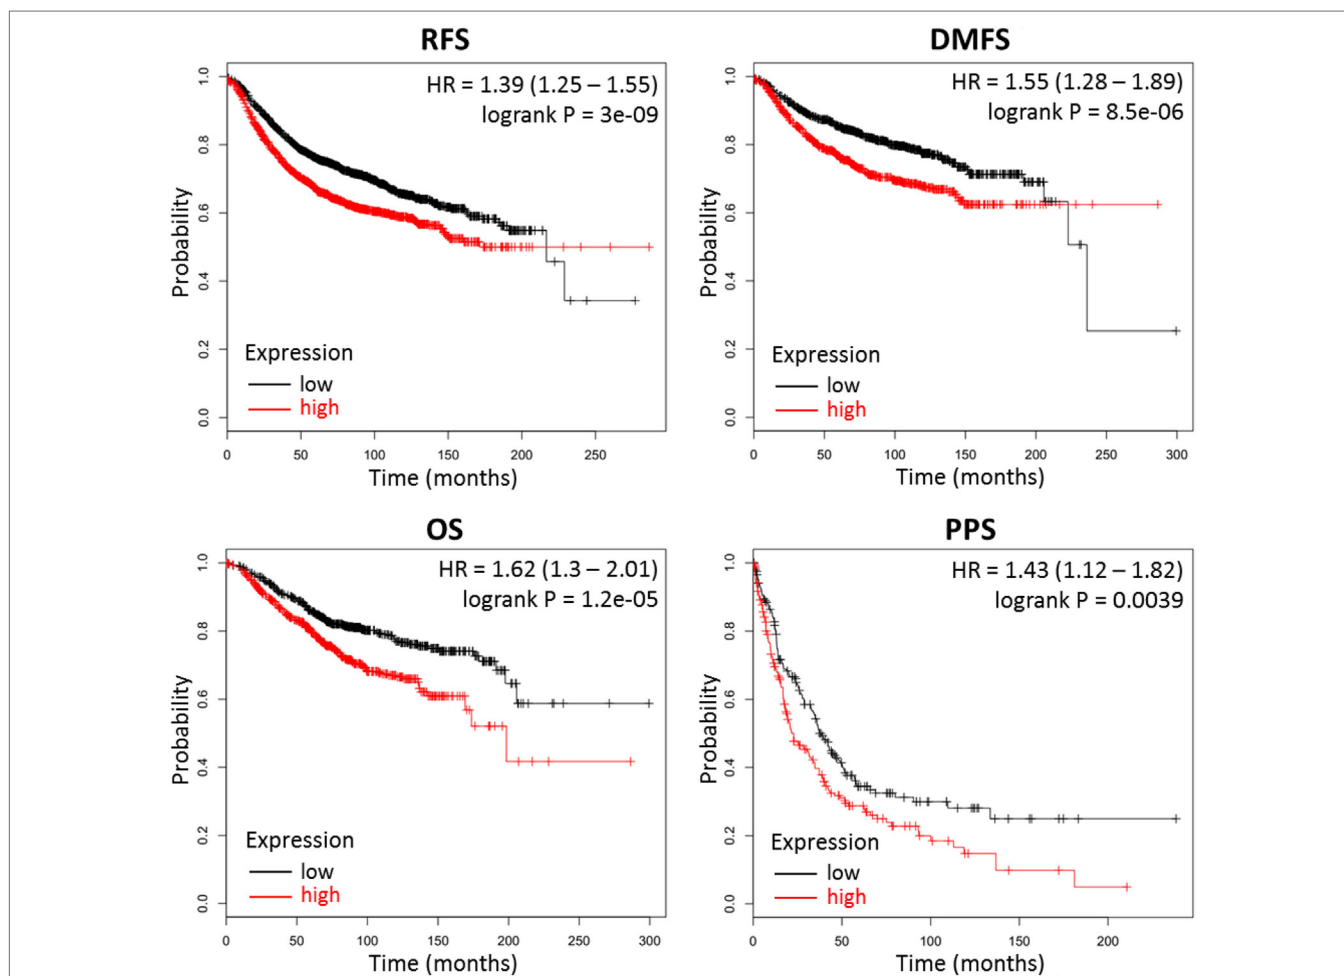 RFS
HR = 1.39 (1.25 – 1.55)
logrank P = 3e-09
Probability
1.0
0.8
0.6
0.4
0.2
0.0
Expression
low
high
0 50 100 150 200 250
Time (months)
DMFS
HR = 1.55 (1.28 – 1.89)
logrank P = 8.5e-06
Probability
1.0
0.8
0.6
0.4
0.2
0.0
Expression
low
high
0 50 100 150 200 250 300
Time (months)
OS
HR = 1.62 (1.3 – 2.01)
logrank P = 1.2e-05
Probability
1.0
0.8
0.6
0.4
0.2
0.0
Expression
low
high
0 50 100 150 200 250 300
Time (months)
PPS
HR = 1.43 (1.12 – 1.82)
logrank P = 0.0039
Probability
1.0
0.8
0.6
0.4
0.2
0.0
Expression
low
high
0 50 100 150 200
Time (months)